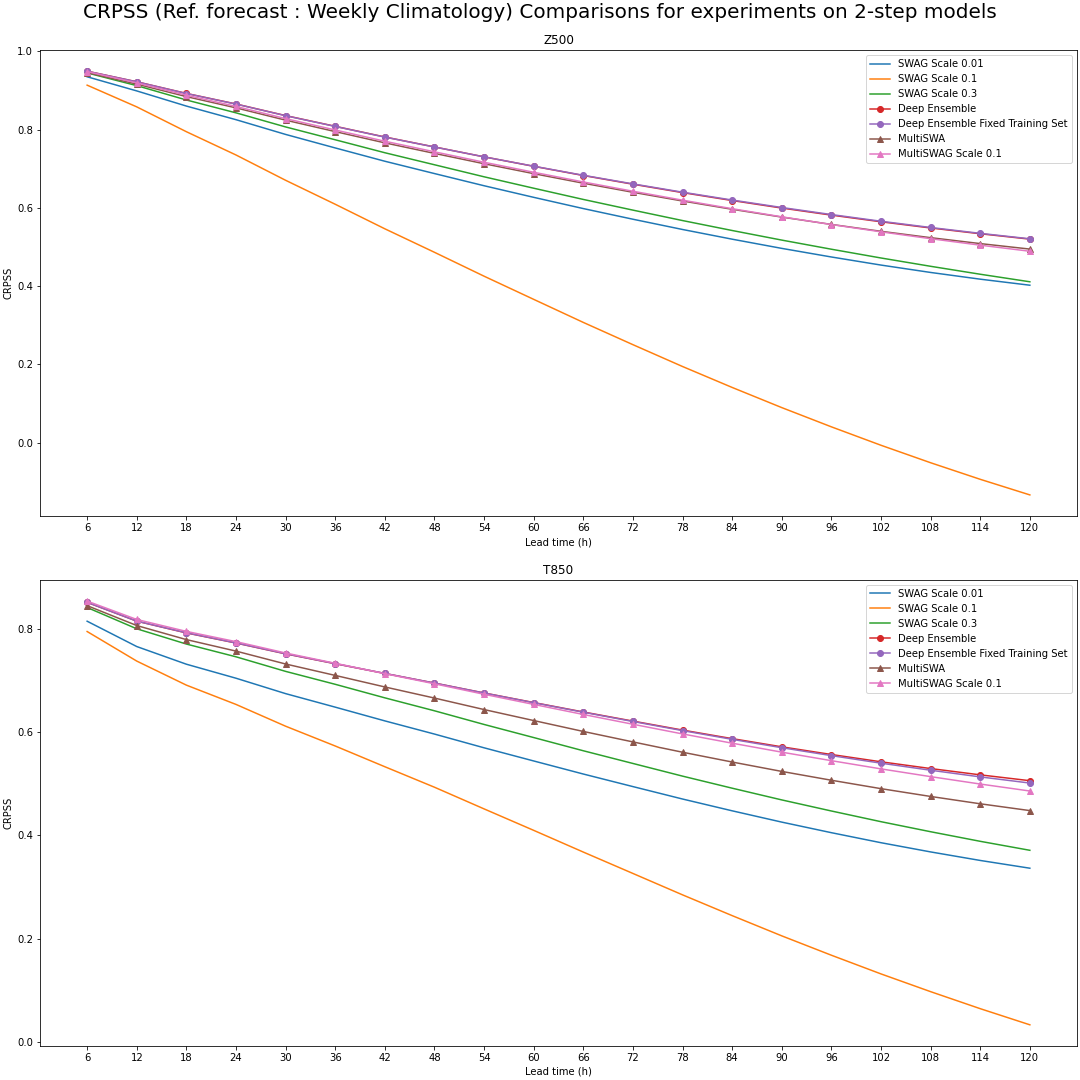 CRPSS (Ref. forecast : Weekly Climatology) Comparisons for experiments on 2-step models
Z500
SWAG Scale 0.01
SWAG Scale 0.1
SWAG Scale 0.3
Deep Ensemble
Deep Ensemble Fixed Training Set
MultiSWA
MultiSWAG Scale 0.1
1.0
0.8
0.6
0.4
0.2
0.0
CRPSS
6 12 18 24 30 36 42 48 54 60 66 72 78 84 90 96 102 108 114 120
Lead time (h)
T850
SWAG Scale 0.01
SWAG Scale 0.1
SWAG Scale 0.3
Deep Ensemble
Deep Ensemble Fixed Training Set
MultiSWA
MultiSWAG Scale 0.1
0.8
0.6
0.4
0.2
0.0
CRPSS
6 12 18 24 30 36 42 48 54 60 66 72 78 84 90 96 102 108 114 120
Lead time (h)